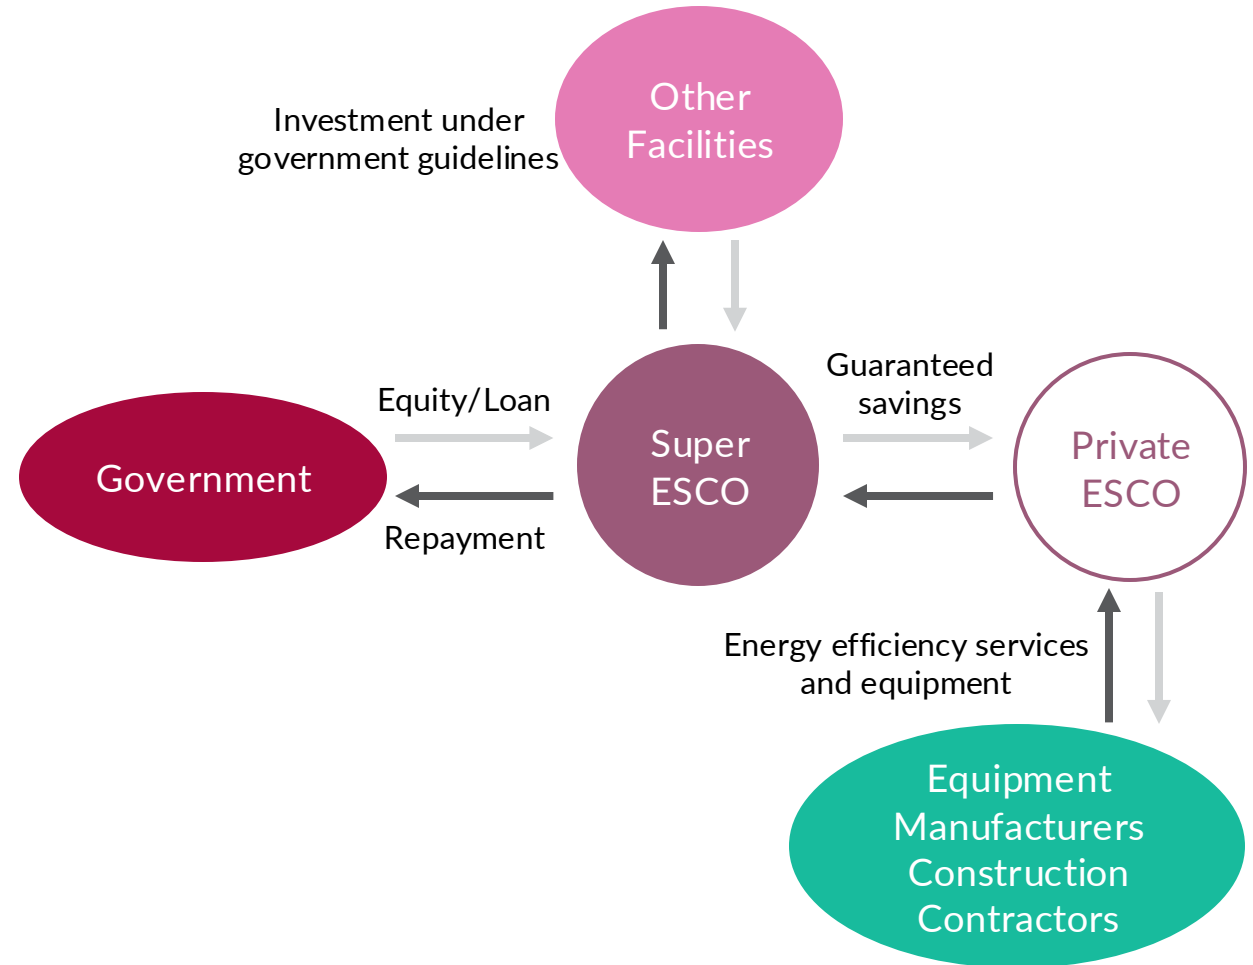 Other
Facilities
Investment under
government guidelines
Equity/Loan
Government
Repayment
Super
ESCO
Guaranteed
savings
Private
ESCO
Energy efficiency services
and equipment
Equipment
Manufacturers
Construction
Contractors